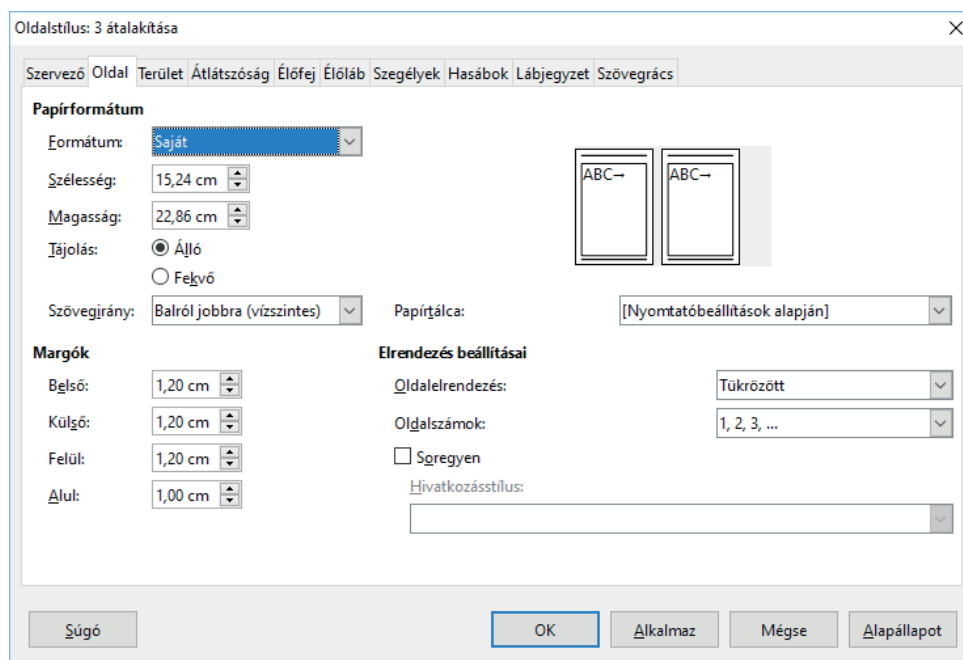 Oldalstílus: 3 átalakítása
Szervező Oldal Terület Átlátszóság Élőfej Élőláb Szegélyek Hasábok Lábjegyzet Szövegrács
Papírformátum
Formátum: Saját
Szélesség: 15,24 cm
Magasság: 22,86 cm
Tájolás: Álló
Fekvő
ABC→ ABC→
Szövegirány: Balról jobbra (vízszintes) Papírtálca: [Nyomtatóbeállítások alapján]
Margók Elrendezés beállításai
Belső: 1,20 cm Oldalelrendezés: Tükrözött
Külső: 1,20 cm Oldalszámok: 1, 2, 3, ...
Felül: 1,20 cm Soregyen
Alul: 1,00 cm Hivatkozásstílus:
Súgó OK Alkalmaz Mégse Alapállapot